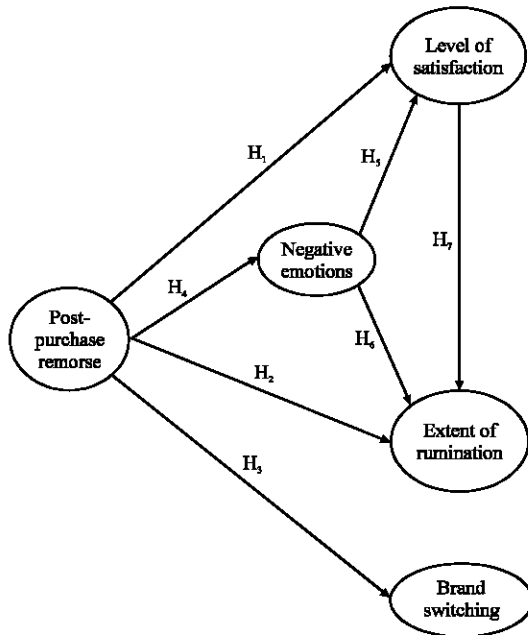 Level of
satisfaction
H₁
H₅
Negative
emotions
H₇
H₄
Post-
purchase
remorse
H₆
H₂
Extent of
rumination
H₃
Brand
switching